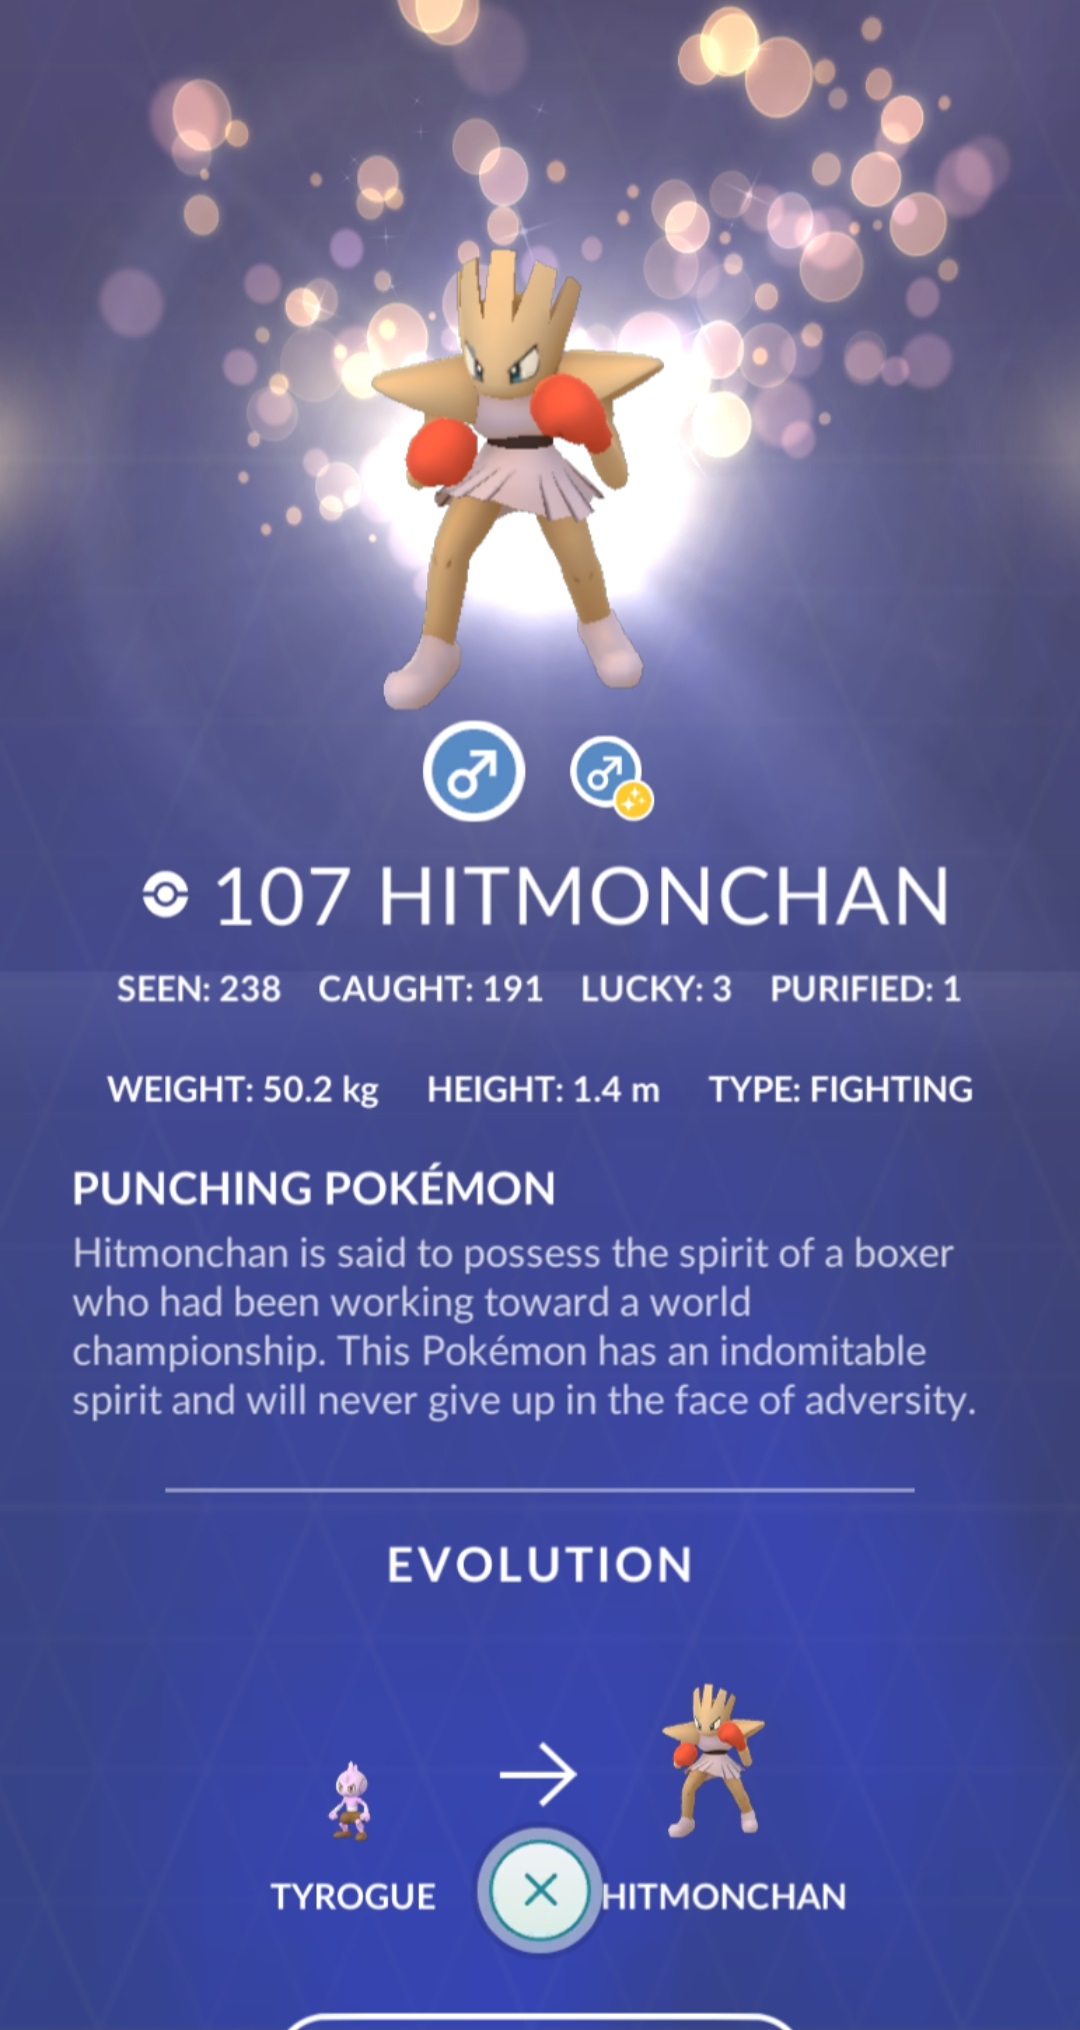 107 HITMONCHAN
SEEN: 238 CAUGHT: 191 LUCKY: 3 PURIFIED: 1
WEIGHT: 50.2 kg HEIGHT: 1.4 m TYPE: FIGHTING
PUNCHING POKÉMON
Hitmonchan is said to possess the spirit of a boxer
who had been working toward a world
championship. This Pokémon has an indomitable
spirit and will never give up in the face of adversity.
EVOLUTION
TYROGUE HITMONCHAN